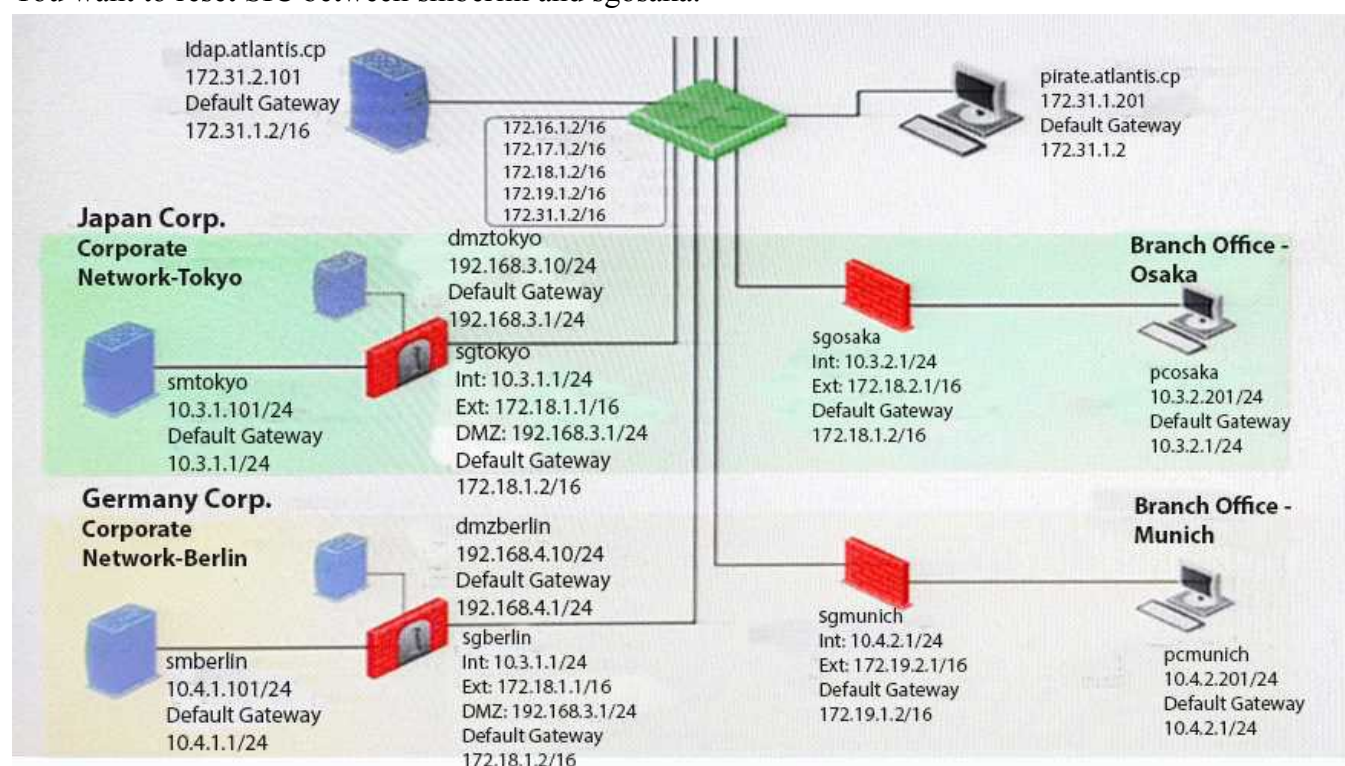 You want to reset SIC between smberlin and sgosaka.
ldap.atlantis.cp
172.31.2.101
Default Gateway
172.31.1.2/16
172.16.1.2/16
172.17.1.2/16
172.18.1.2/16
172.19.1.2/16
172.31.1.2/16
pirate.atlantis.cp
172.31.1.201
Default Gateway
172.31.1.2
Japan Corp.
Corporate
Network-Tokyo
dmztokyo
192.168.3.10/24
Default Gateway
192.168.3.1/24
smtokyo
10.3.1.101/24
Default Gateway
10.3.1.1/24
sgtokyo
Int: 10.3.1.1/24
Ext: 172.18.1.1/16
DMZ: 192.168.3.1/24
Default Gateway
172.18.1.2/16
Branch Office -
Osaka
sgosaka
Int: 10.3.2.1/24
Ext: 172.18.2.1/16
Default Gateway
172.18.1.2/16
pcosaka
10.3.2.201/24
Default Gateway
10.3.2.1/24
Germany Corp.
Corporate
Network-Berlin
dmzberlin
192.168.4.10/24
Default Gateway
192.168.4.1/24
smberlin
10.4.1.101/24
Default Gateway
10.4.1.1/24
sgberlin
Int: 10.3.1.1/24
Ext: 172.18.1.1/16
DMZ: 192.168.3.1/24
Default Gateway
172.18.1.2/16
Branch Office -
Munich
sgmunich
Int: 10.4.2.1/24
Ext: 172.19.2.1/16
Default Gateway
172.19.1.2/16
pcmunich
10.4.2.201/24
Default Gateway
10.4.2.1/24